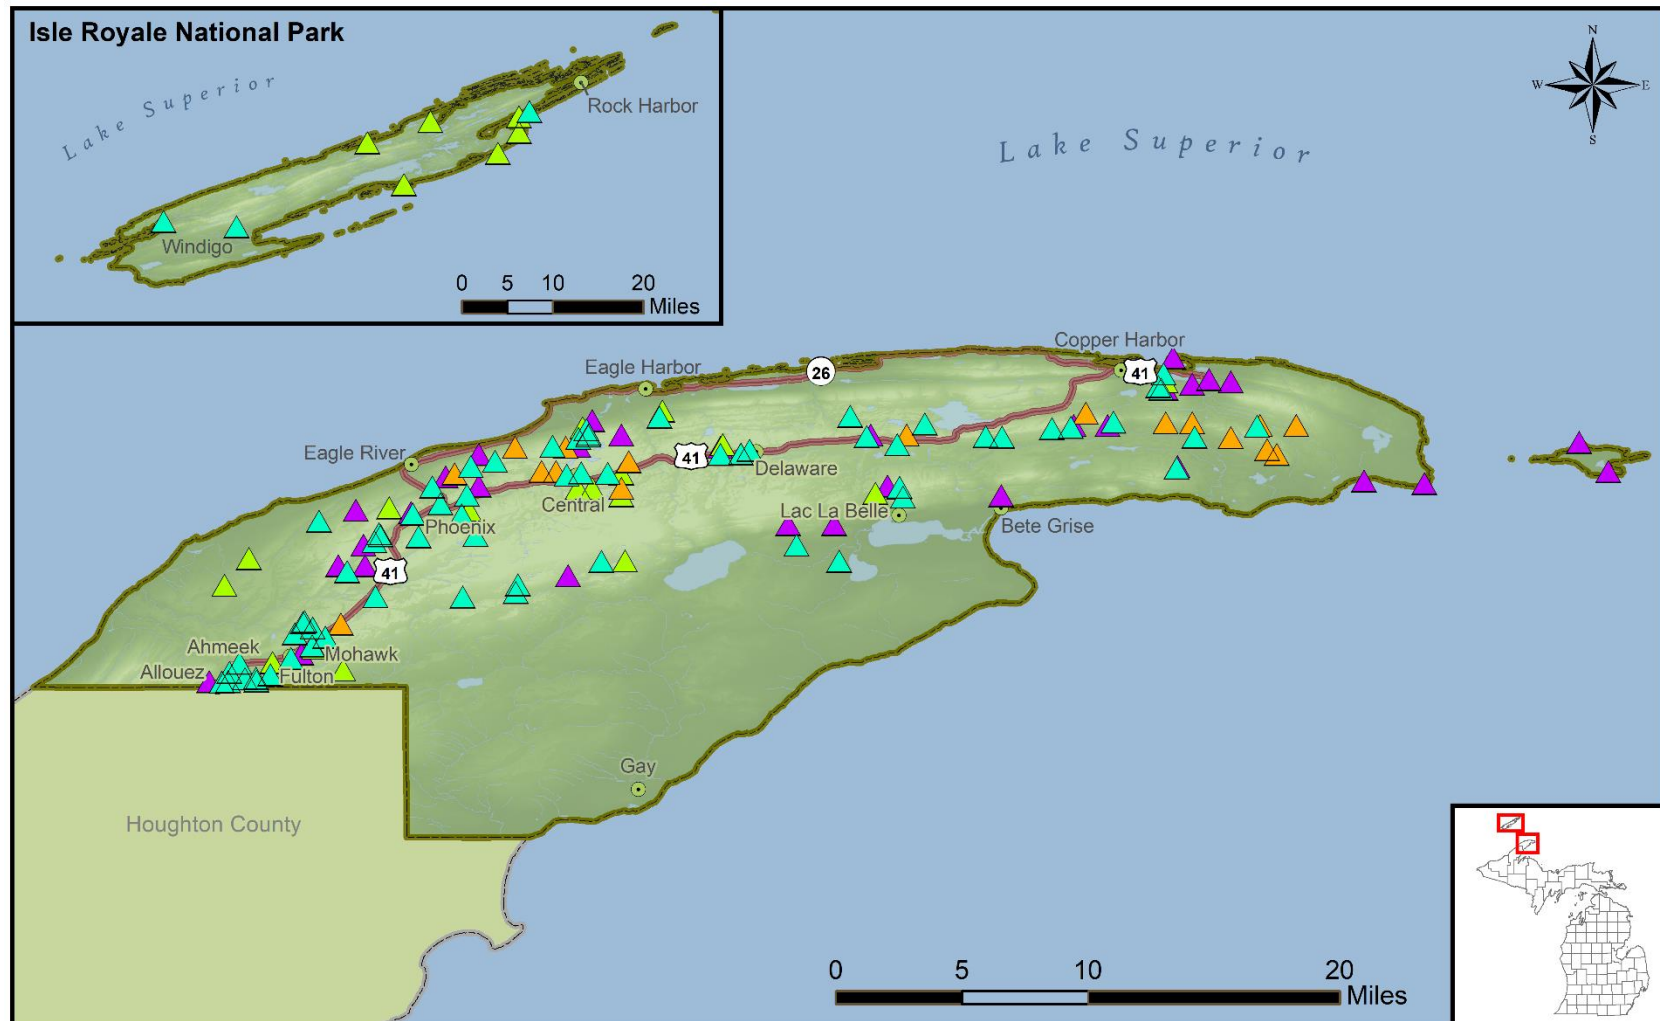 Isle Royale National Park
Lake Superior
Rock Harbor
Windigo
0 5 10 20
Miles
N
W E
S
Lake Superior
Copper Harbor
41
Eagle Harbor
26
Eagle River
41
Delaware
Central
Lac La Belle
Bete Grise
Phoenix
41
Ahmeek
Mohawk
Allouez
Fulton
Gay
Houghton County
0 5 10 20
Miles